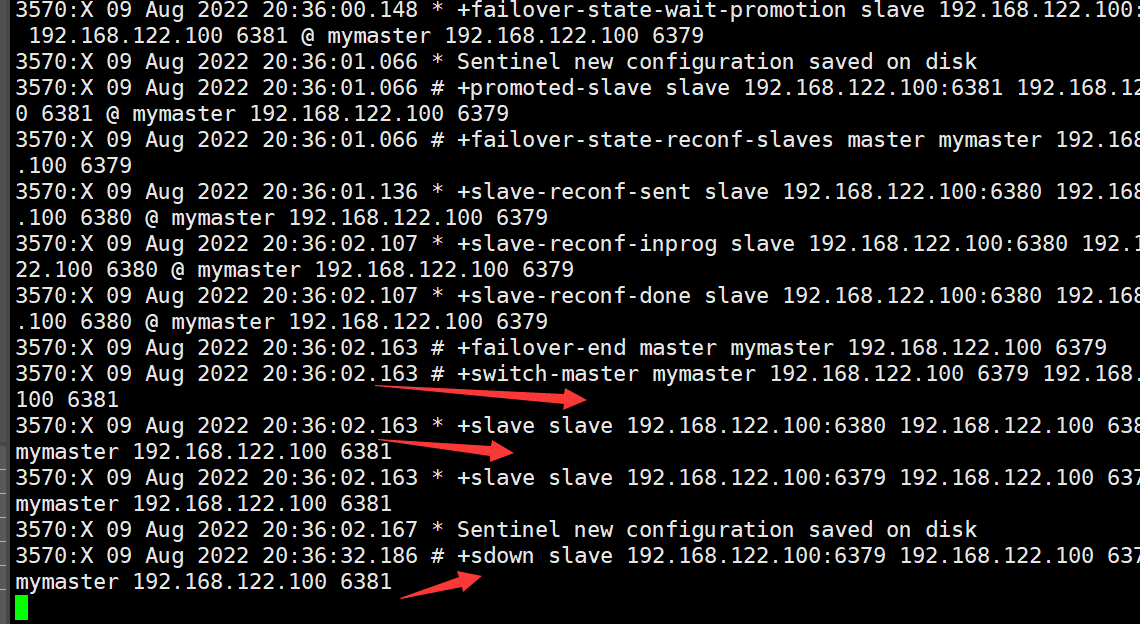 3570:X 09 Aug 2022 20:36:00.148 * +failover-state-wait-promotion slave 192.168.122.100:
192.168.122.100 6381 @ mymaster 192.168.122.100 6379
3570:X 09 Aug 2022 20:36:01.066 * Sentinel new configuration saved on disk
3570:X 09 Aug 2022 20:36:01.066 # +promoted-slave slave 192.168.122.100:6381 192.168.12
0 6381 @ mymaster 192.168.122.100 6379
3570:X 09 Aug 2022 20:36:01.066 # +failover-state-reconf-slaves master mymaster 192.168
.100 6379
3570:X 09 Aug 2022 20:36:01.136 * +slave-reconf-sent slave 192.168.122.100:6380 192.168
.100 6380 @ mymaster 192.168.122.100 6379
3570:X 09 Aug 2022 20:36:02.107 * +slave-reconf-inprog slave 192.168.122.100:6380 192.1
22.100 6380 @ mymaster 192.168.122.100 6379
3570:X 09 Aug 2022 20:36:02.107 * +slave-reconf-done slave 192.168.122.100:6380 192.168
.100 6380 @ mymaster 192.168.122.100 6379
3570:X 09 Aug 2022 20:36:02.163 # +failover-end master mymaster 192.168.122.100 6379
3570:X 09 Aug 2022 20:36:02.163 # +switch-master mymaster 192.168.122.100 6379 192.168.
100 6381
3570:X 09 Aug 2022 20:36:02.163 * +slave slave 192.168.122.100:6380 192.168.122.100 638
mymaster 192.168.122.100 6381
3570:X 09 Aug 2022 20:36:02.163 * +slave slave 192.168.122.100:6379 192.168.122.100 637
mymaster 192.168.122.100 6381
3570:X 09 Aug 2022 20:36:02.167 * Sentinel new configuration saved on disk
3570:X 09 Aug 2022 20:36:32.186 # +sdown slave 192.168.122.100:6379 192.168.122.100 637
mymaster 192.168.122.100 6381